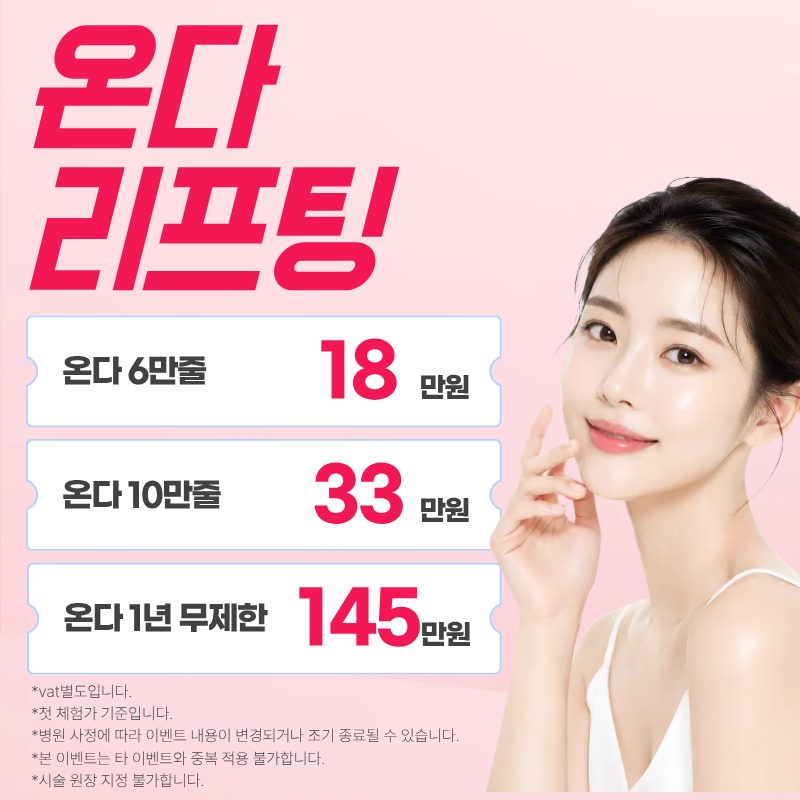 온다
리프팅
온다 6만줄 18 만원
온다 10만줄 33 만원
온다 1년 무제한 145만원
*vat별도입니다.
*첫 체험가 기준입니다.
*병원 사정에 따라 이벤트 내용이 변경되거나 조기 종료될 수 있습니다.
*본 이벤트는 타 이벤트와 중복 적용 불가합니다.
*시술 원장 지정 불가합니다.